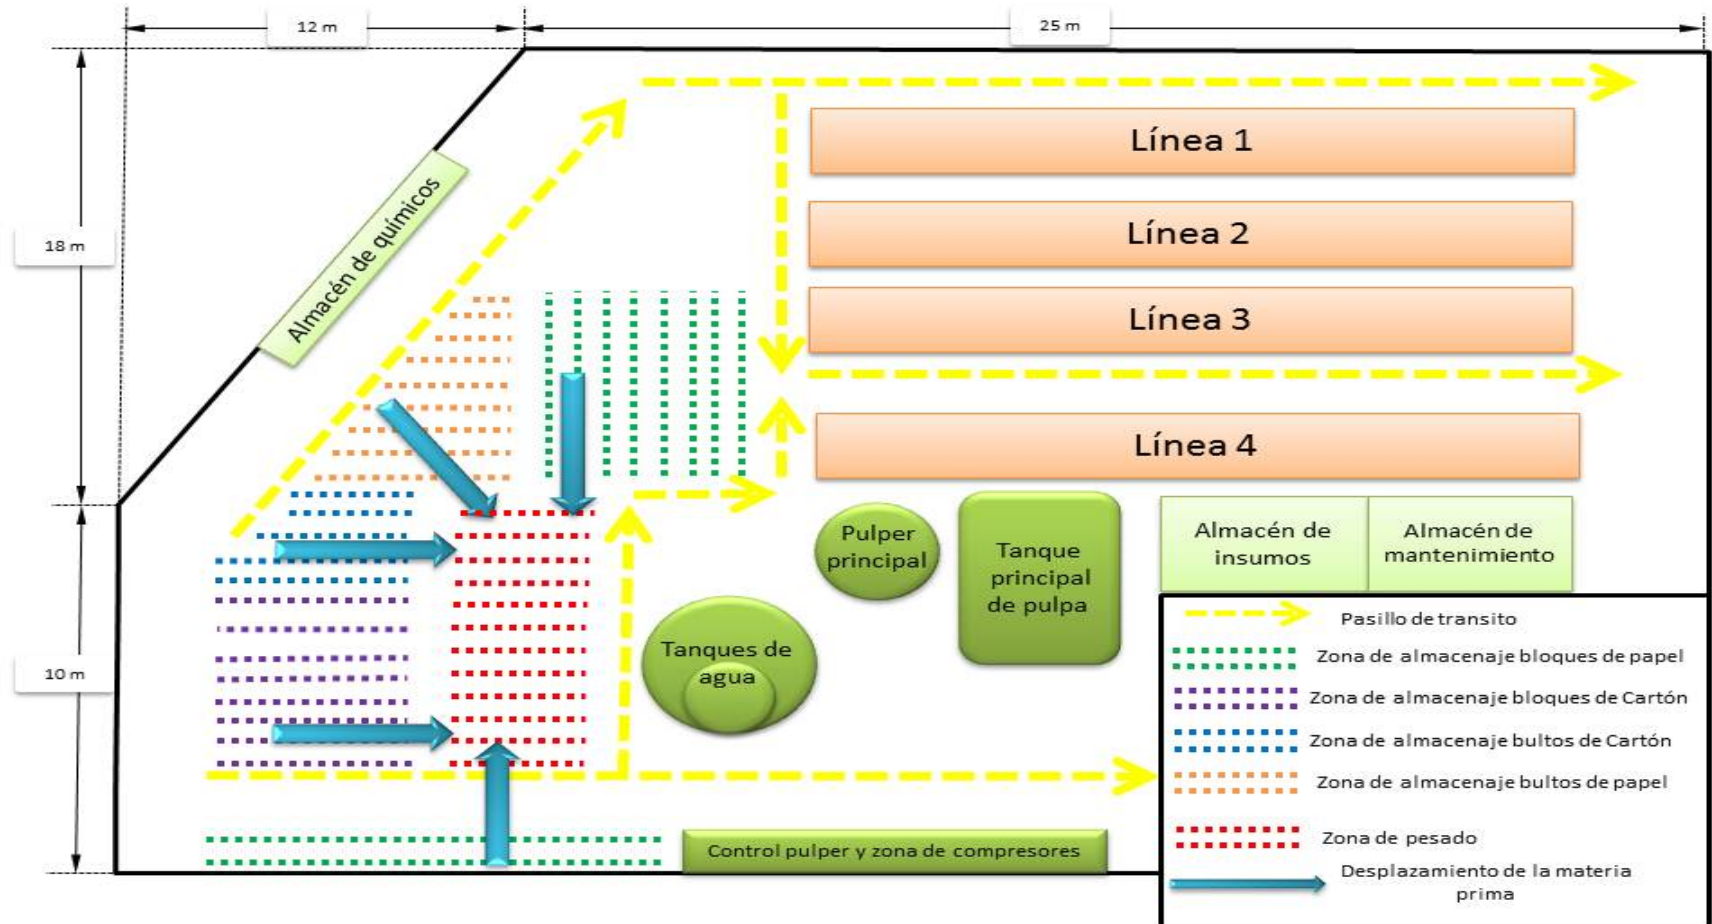 12 m
25 m
18 m
10 m
Almacén de químicos
Línea 1
Línea 2
Línea 3
Línea 4
Pulper
principal
Tanque
principal
de pulpa
Almacén de
insumos
Almacén de
mantenimiento
Tanques de
agua
Control pulper y zona de compresores
Pasillo de transito
Zona de almacenaje bloques de papel
Zona de almacenaje bloques de Cartón
Zona de almacenaje bultos de Cartón
Zona de almacenaje bultos de papel
Zona de pesado
Desplazamiento de la materia
prima